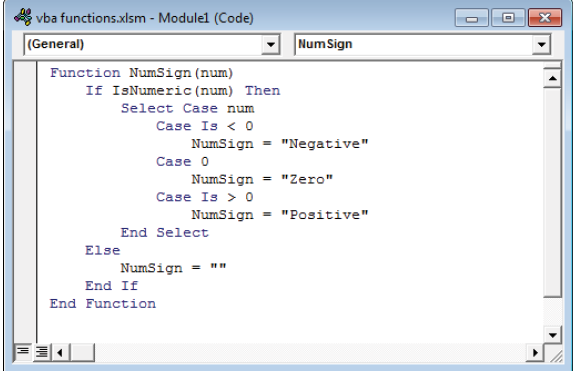 vba functions.xlsm - Module1 (Code)
(General) NumSign
Function NumSign(num)
If IsNumeric(num) Then
Select Case num
Case Is < 0
NumSign = "Negative"
Case 0
NumSign = "Zero"
Case Is > 0
NumSign = "Positive"
End Select
Else
NumSign = ""
End If
End Function